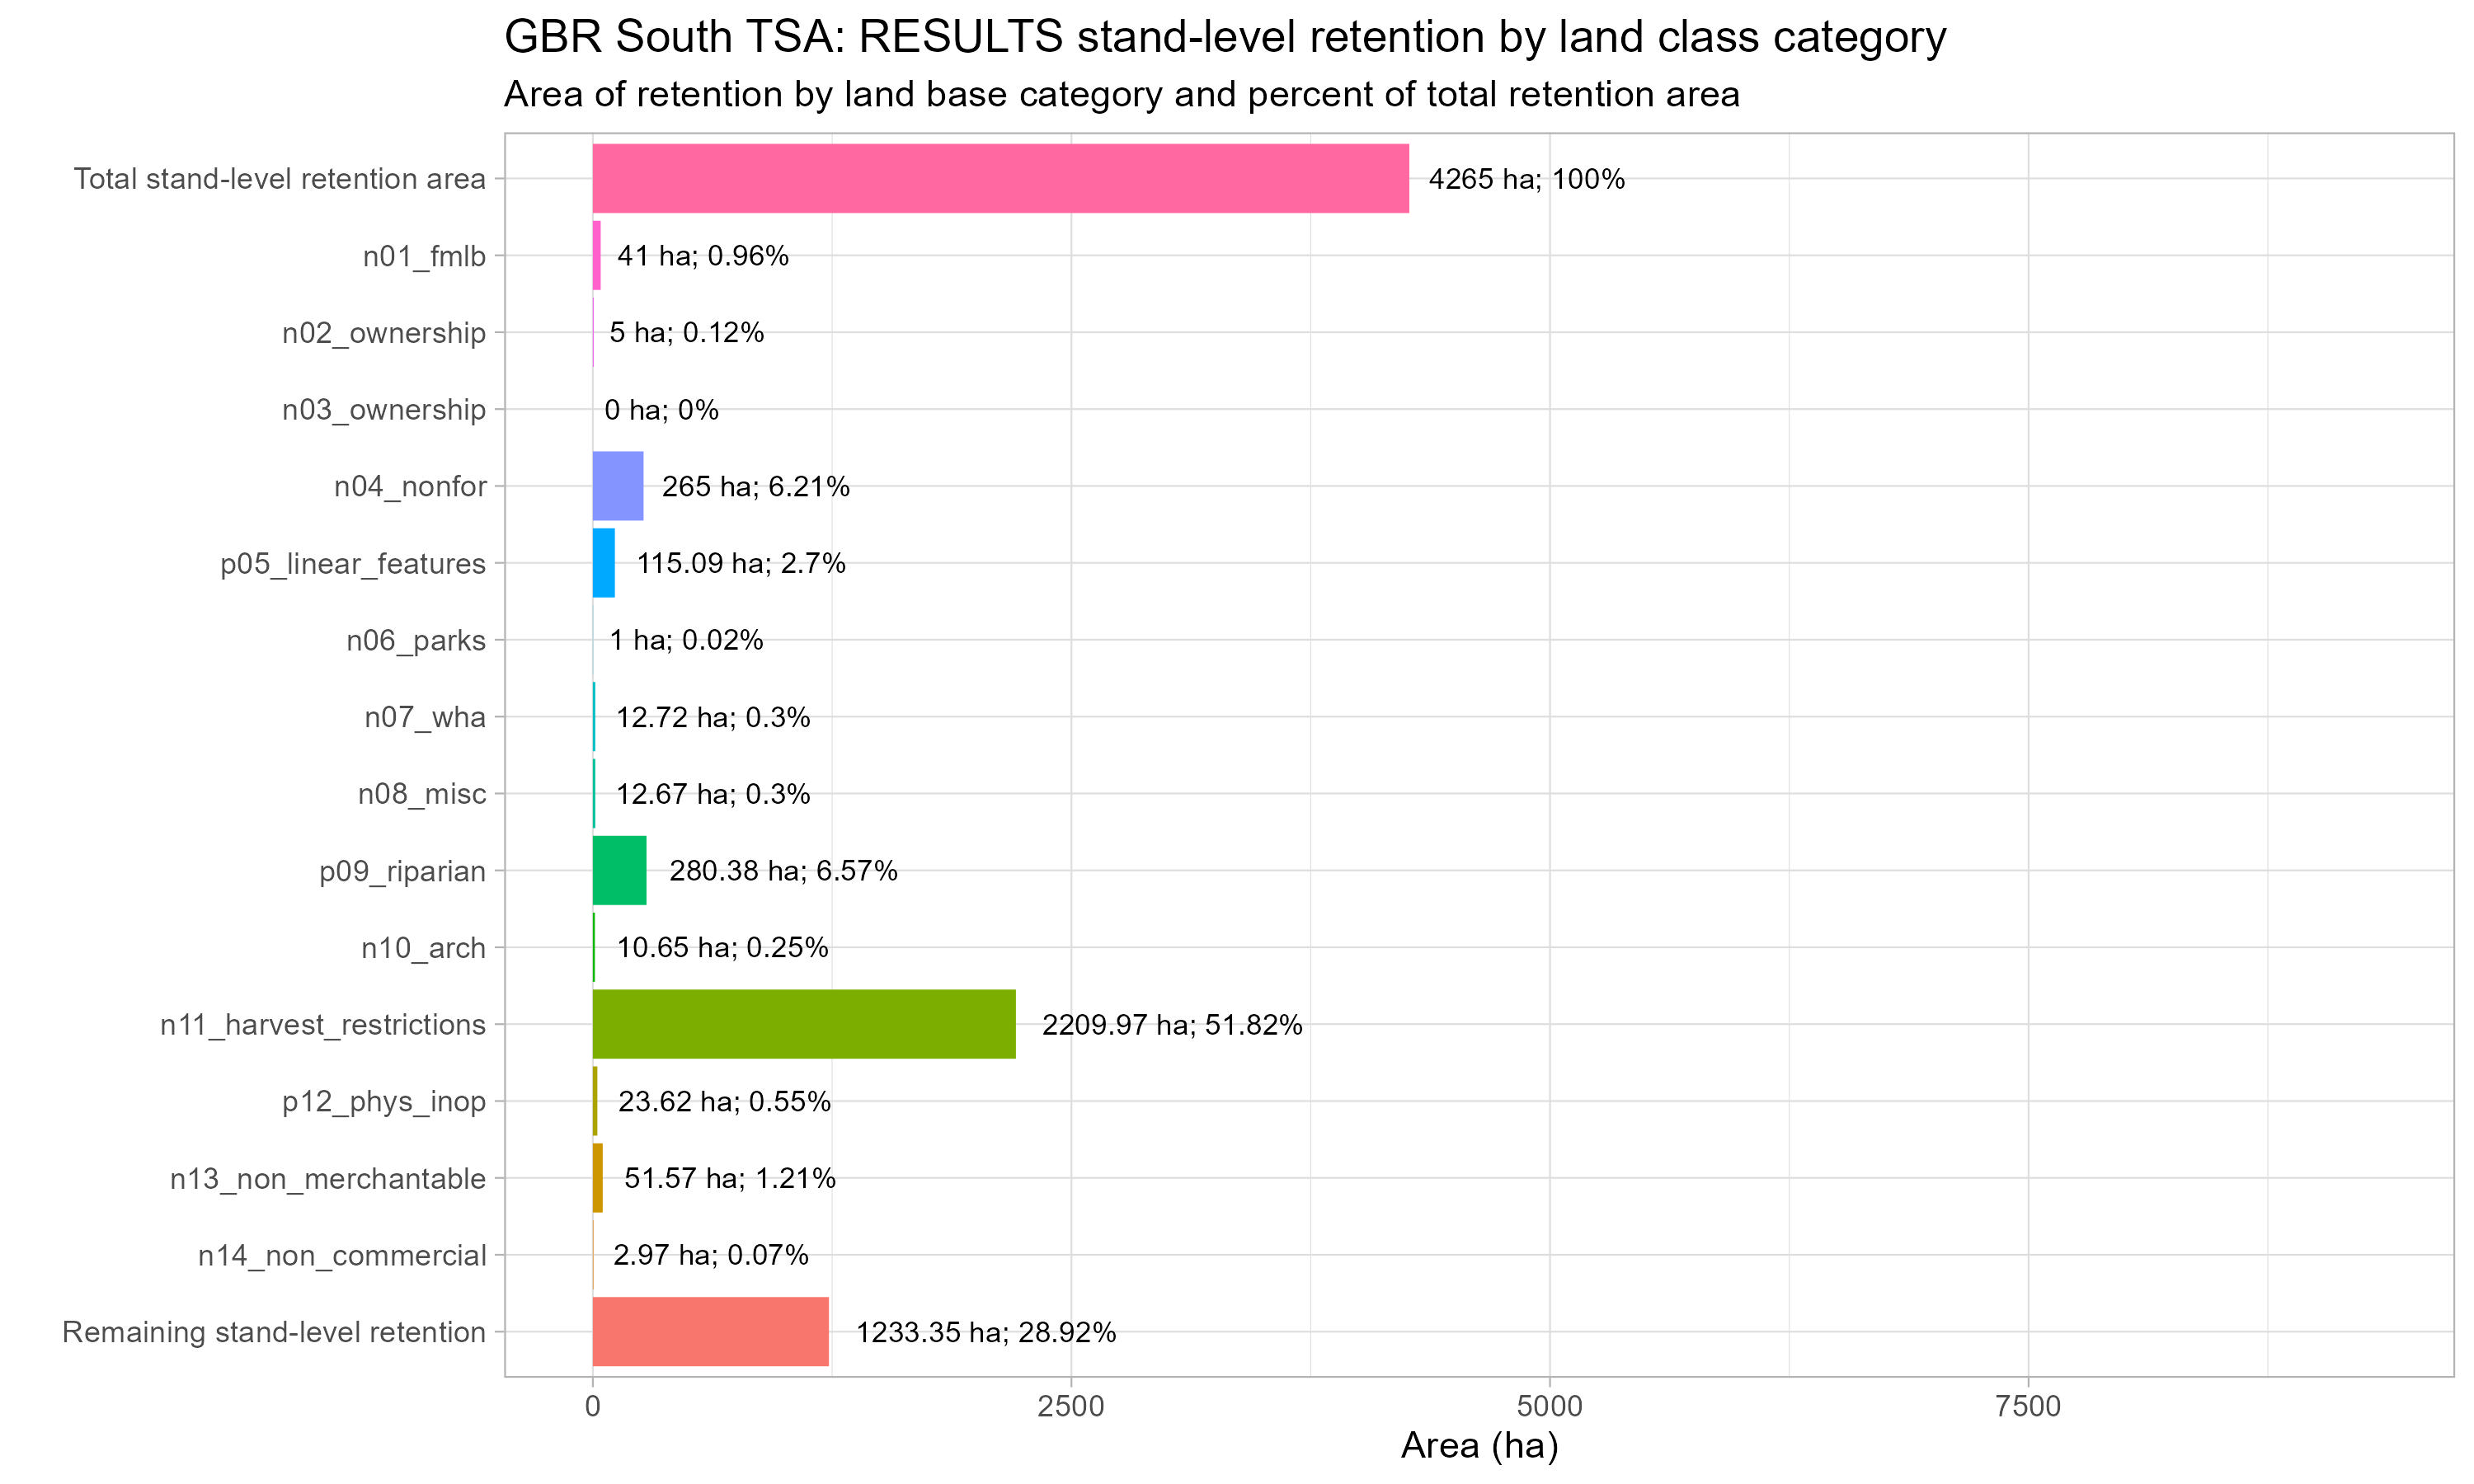 GBR South TSA: RESULTS stand-level retention by land class category
Area of retention by land base category and percent of total retention area
Total stand-level retention area 4265 ha; 100%
n01_fmlb 41 ha; 0.96%
n02_ownership 5 ha; 0.12%
n03_ownership 0 ha; 0%
n04_nonfor 265 ha; 6.21%
p05_linear_features 115.09 ha; 2.7%
n06_parks 1 ha; 0.02%
n07_wha 12.72 ha; 0.3%
n08_misc 12.67 ha; 0.3%
p09_riparian 280.38 ha; 6.57%
n10_arch 10.65 ha; 0.25%
n11_harvest_restrictions 2209.97 ha; 51.82%
p12_phys_inop 23.62 ha; 0.55%
n13_non_merchantable 51.57 ha; 1.21%
n14_non_commercial 2.97 ha; 0.07%
Remaining stand-level retention 1233.35 ha; 28.92%
0 2500 5000 7500
Area (ha)